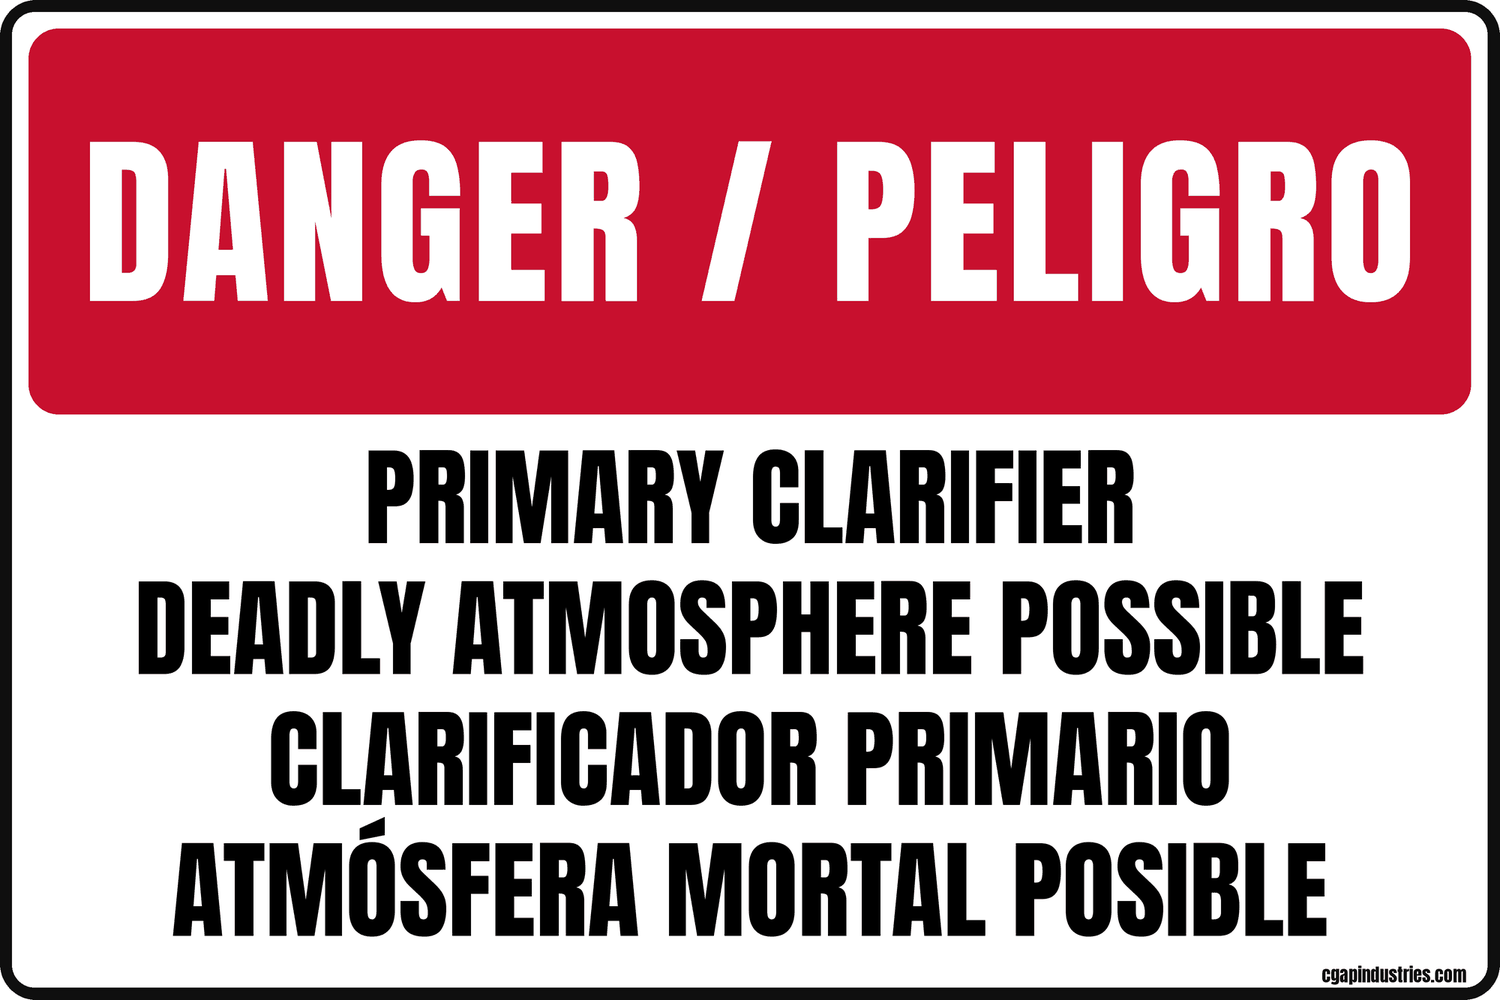 DANGER / PELIGRO
PRIMARY CLARIFIER
DEADLY ATMOSPHERE POSSIBLE
CLARIFICADOR PRIMARIO
ATMÓSFERA MORTAL POSIBLE
cgapindustries.com